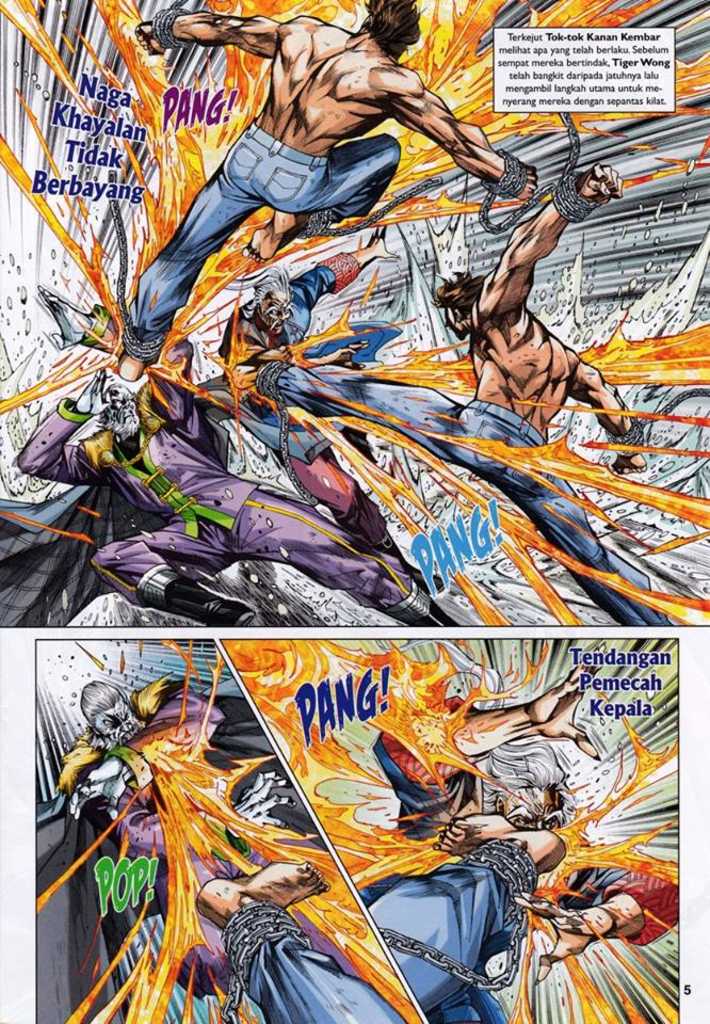 Terkejut Tok-tok Kanan Kembar
melihat apa yang telah berlaku. Sebelum
sempat mereka bertindak, Tiger Wong
telah bangkit daripada jatuhnya lalu
mengambil langkah utama untuk me-
nyerang mereka dengan sepantas kilat.
Naga
Khayalan
Tidak
Berbayang
PANG!
PANG!
POP!
PANG!
Tendangan
Pemecah
Kepala
5